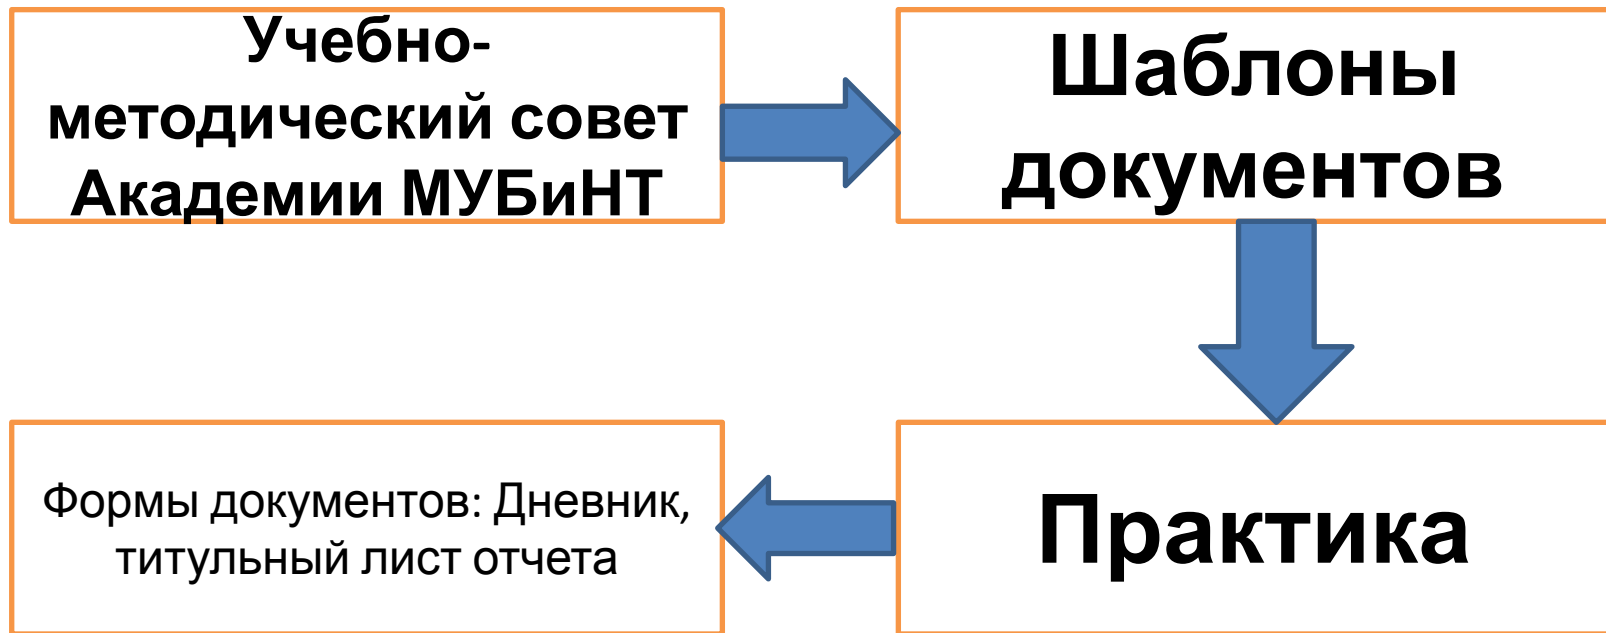 Учебно-
методический совет
Академии МУБиНТ
Шаблоны
документов
Практика
Формы документов: Дневник,
титульный лист отчета